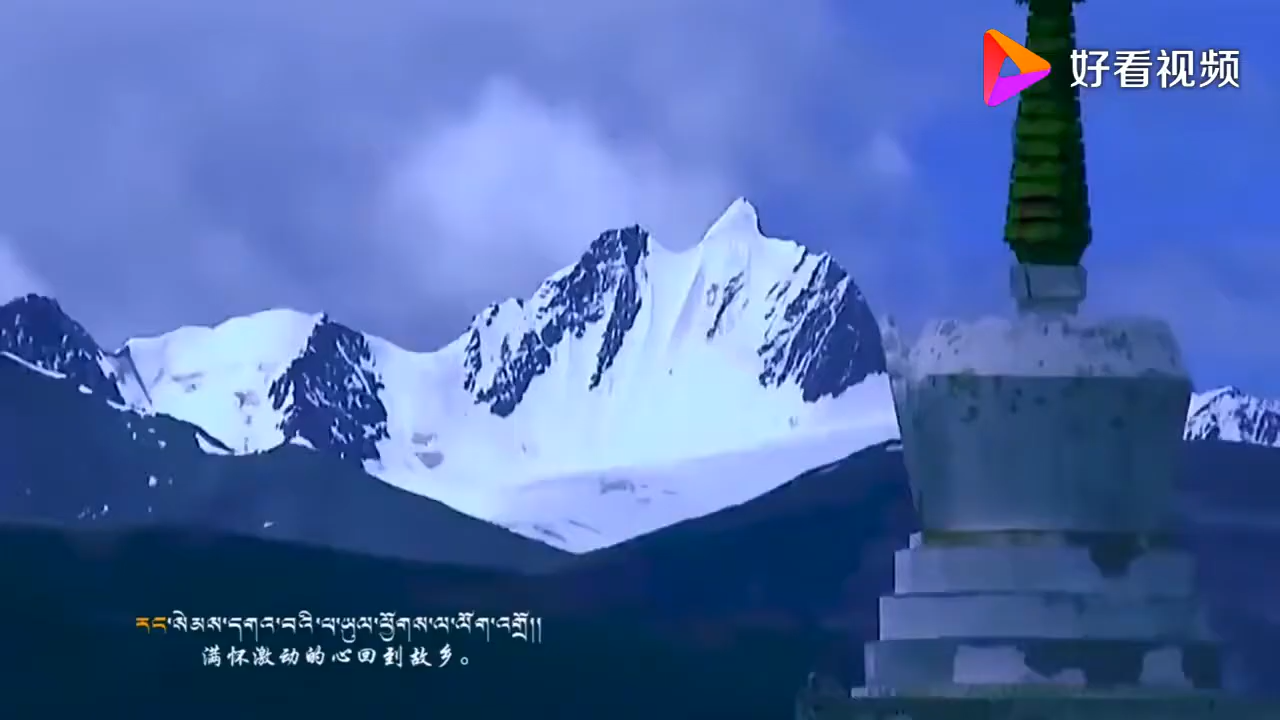 好看视频
རང་སེམས་དགའ་བའི་ཕ་ཡུལ་ཕྱོགས་ལ་ལོག་འགྲོ།།
满怀激动的心回到故乡。